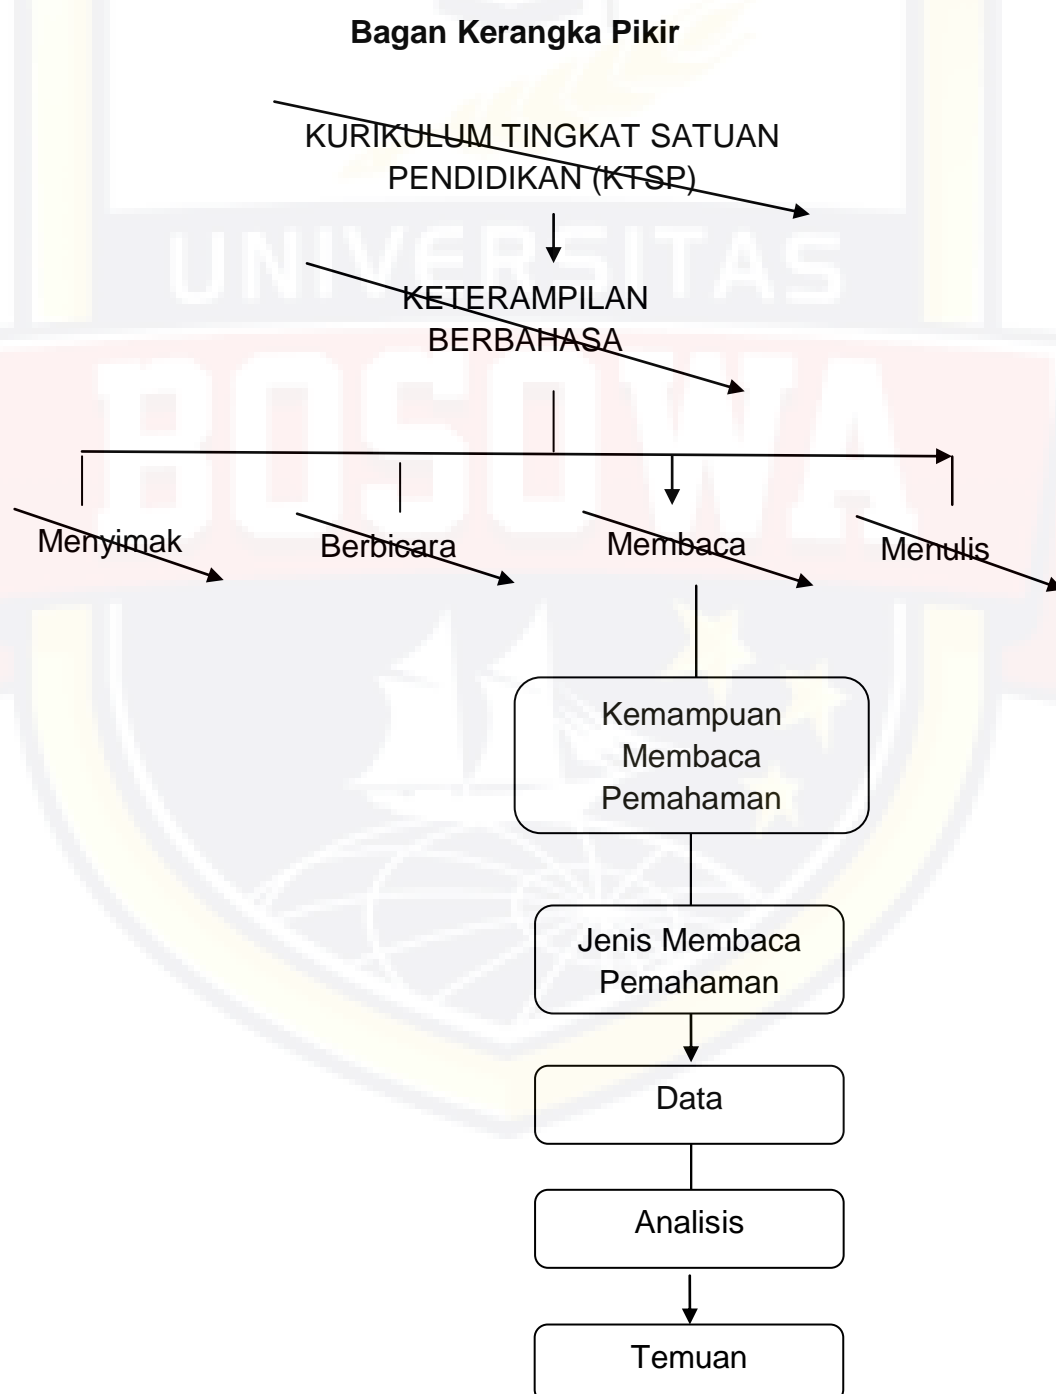 Bagan Kerangka Pikir
KURIKULUM TINGKAT SATUAN
PENDIDIKAN (KTSP)
UNIVERSITAS
KETERAMPILAN
BERBAHASA
BOSOWA
Menyimak
Berbicara
Membaca
Menulis
Kemampuan
Membaca
Pemahaman
Jenis Membaca
Pemahaman
Data
Analisis
Temuan